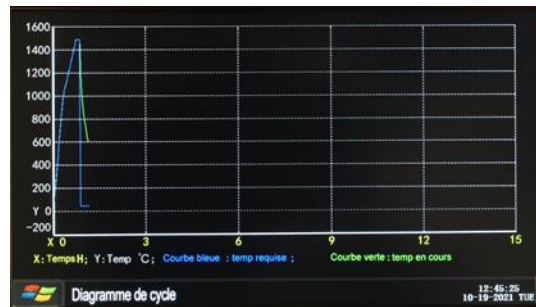 1600
1400
1200
1000
800
600
400
200
Y 0
-200
X 0 3 6 9 12 15
X: Temps H; Y: Temp °C; Courbe bleue : temp requise ; Courbe verte : temp en cours
Diagramme de cycle
12:45:25
10-19-2021 TUE